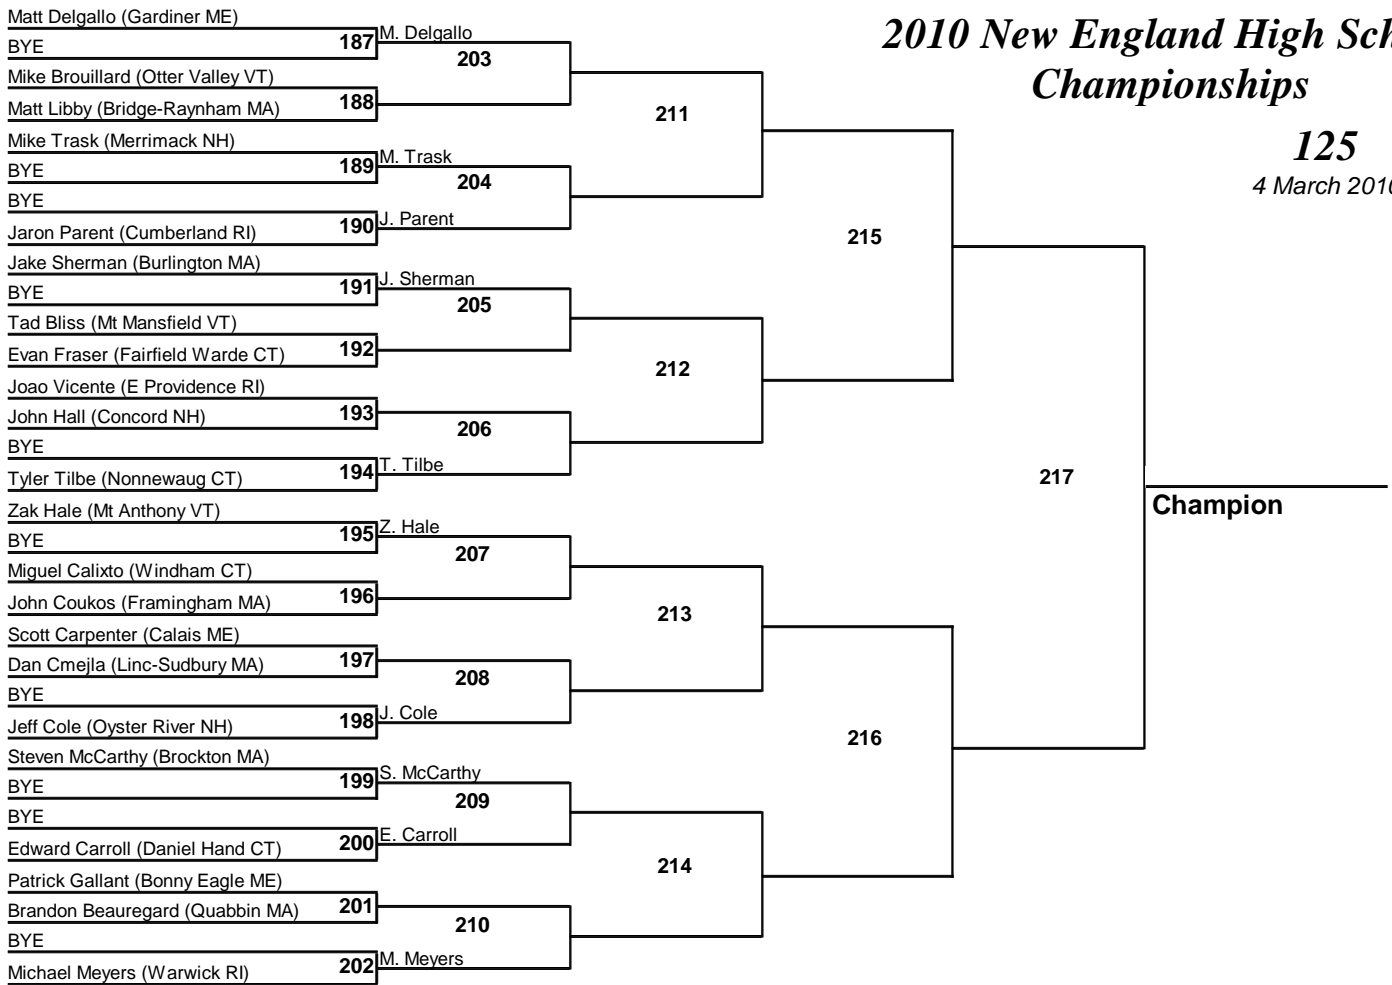 2010 New England High Sch
Championships
125
4 March 2010
Matt Delgallo (Gardiner ME)
BYE
187
M. Delgallo
203
Mike Brouillard (Otter Valley VT)
Matt Libby (Bridge-Raynham MA)
188
211
Mike Trask (Merrimack NH)
BYE
189
M. Trask
204
BYE
Jaron Parent (Cumberland RI)
190
J. Parent
215
Jake Sherman (Burlington MA)
BYE
191
J. Sherman
205
Tad Bliss (Mt Mansfield VT)
Evan Fraser (Fairfield Warde CT)
192
212
Joao Vicente (E Providence RI)
John Hall (Concord NH)
193
206
BYE
Tyler Tilbe (Nonnewaug CT)
194
T. Tilbe
217
Champion
Zak Hale (Mt Anthony VT)
BYE
195
Z. Hale
207
Miguel Calixto (Windham CT)
John Coukos (Framingham MA)
196
213
Scott Carpenter (Calais ME)
Dan Cmejla (Linc-Sudbury MA)
197
208
BYE
Jeff Cole (Oyster River NH)
198
J. Cole
216
Steven McCarthy (Brockton MA)
BYE
199
S. McCarthy
209
BYE
Edward Carroll (Daniel Hand CT)
200
E. Carroll
214
Patrick Gallant (Bonny Eagle ME)
Brandon Beauregard (Quabbin MA)
201
210
BYE
Michael Meyers (Warwick RI)
202
M. Meyers